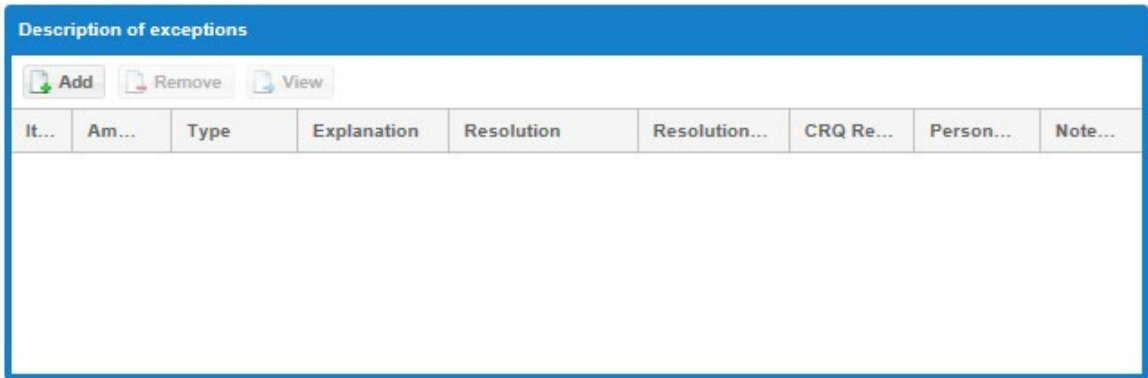 Description of exceptions
Add Remove View
It... Am... Type Explanation Resolution Resolution... CRQ Re... Person... Note...